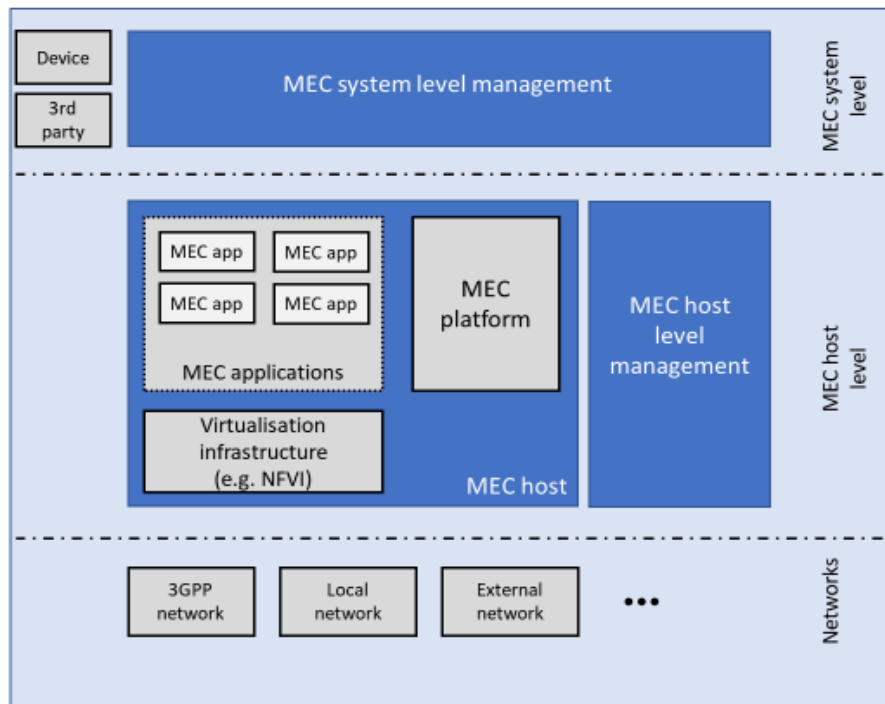 Device
3rd
party
MEC system level management
MEC system
level
MEC app
MEC app
MEC app
MEC app
MEC applications
MEC
platform
Virtualisation
infrastructure
(e.g. NFVI)
MEC host
MEC host
level
management
MEC host
level
3GPP
network
Local
network
External
network
•••
Networks